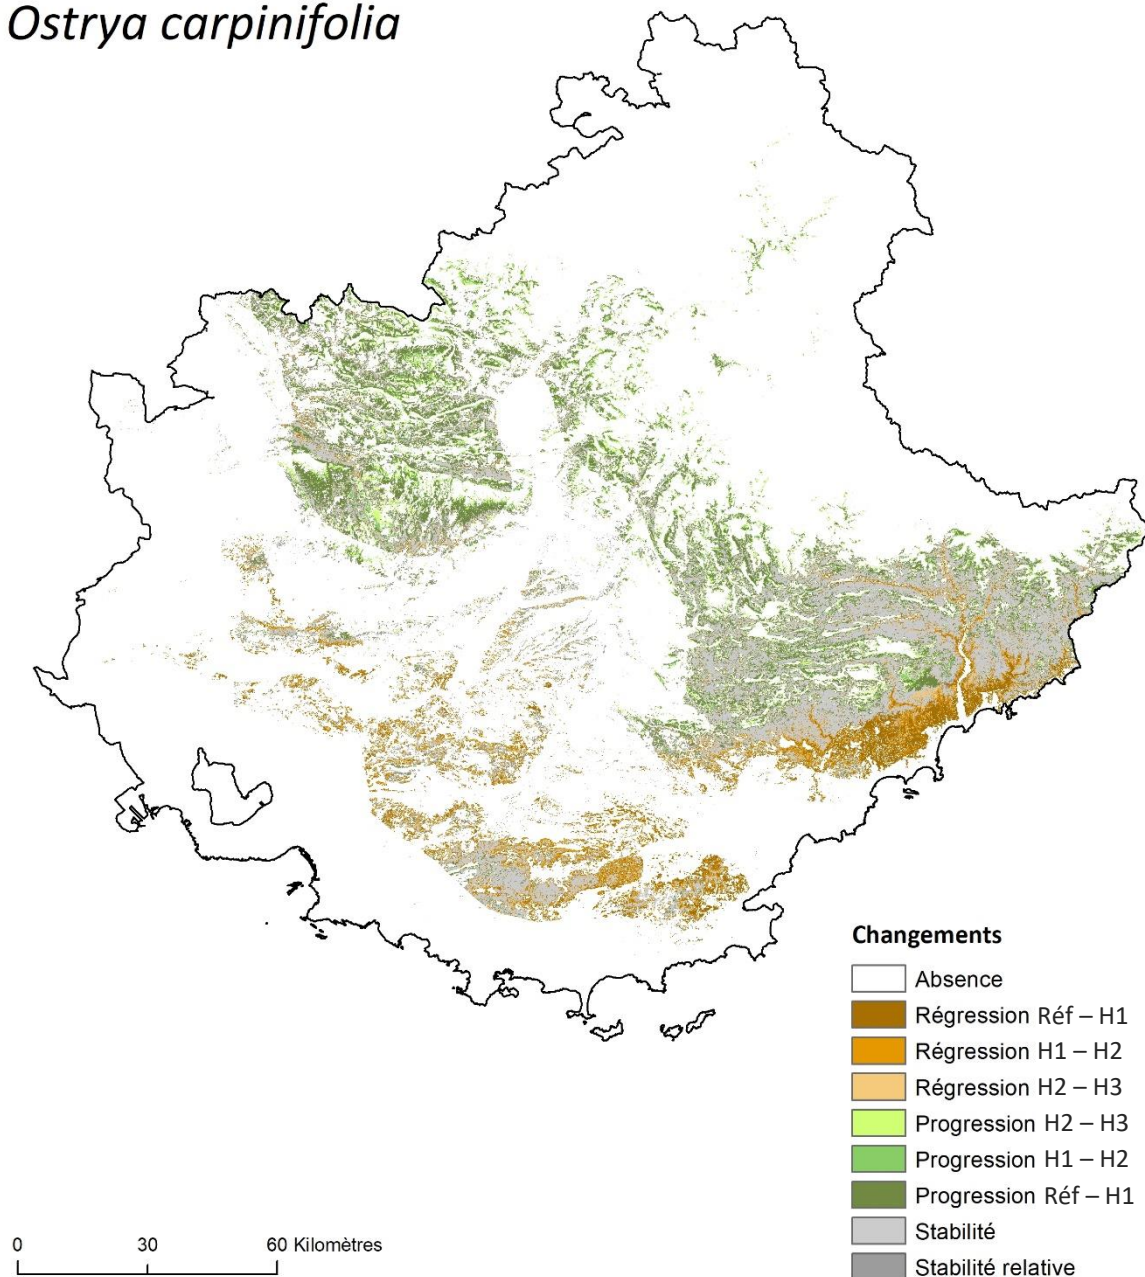 Ostrya carpinifolia
Changements
Absence
Régression Réf – H1
Régression H1 – H2
Régression H2 – H3
Progression H2 – H3
Progression H1 – H2
Progression Réf – H1
Stabilité
Stabilité relative
0 30 60 Kilomètres